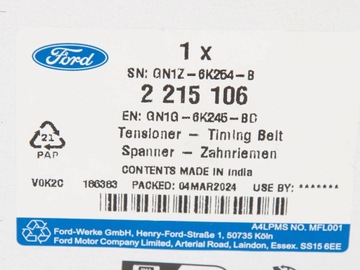 Ford
1 x
SN: GN1Z-6K254-B
2 215 106
EN: GN1G-6K245-BC
21
PAP
Tensioner - Timing Belt
Spanner - Zahnriemen
CONTENTS MADE IN India
V0K2C 186383 PACKED: 04MAR2024 USE BY: *******
A4LPMS NO. MFL001
Ford-Werke GmbH, Henry-Ford-Straße 1, 50735 Köln
Ford Motor Company Limited, Arterial Road, Laindon, Essex. SS15 6EE